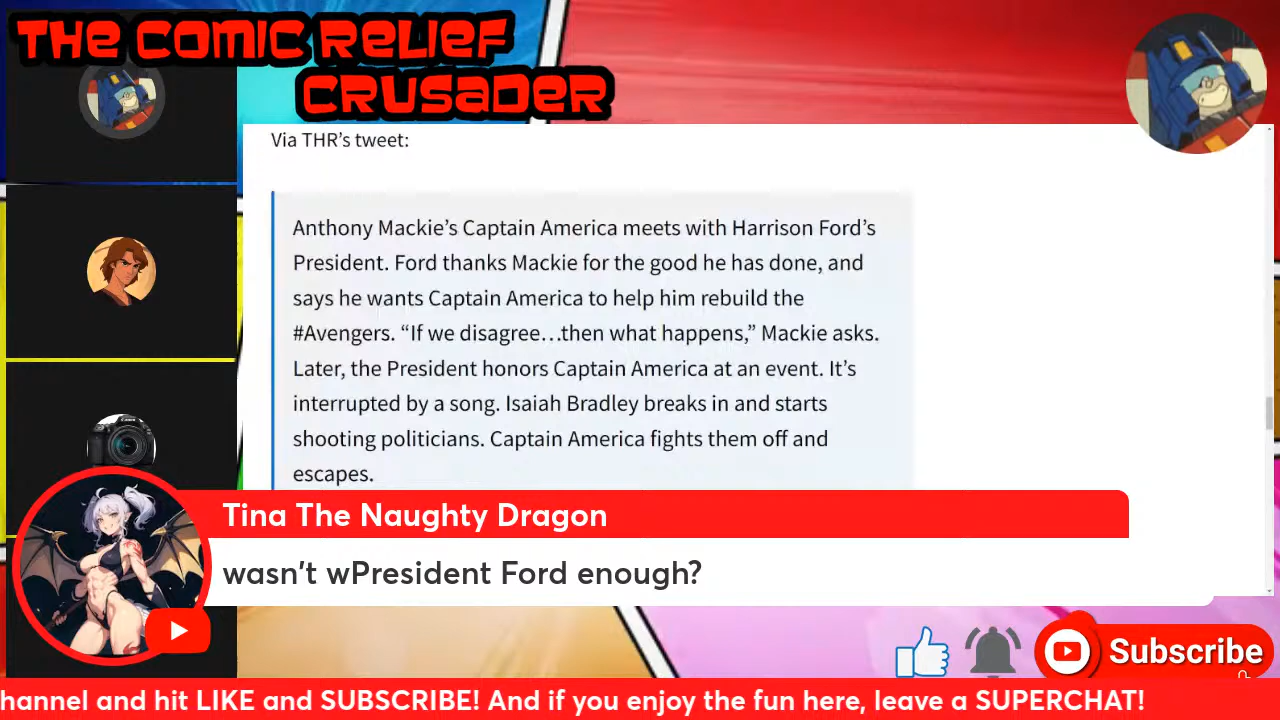 THE COMIC RELIEF
CRUSADER
Via THR's tweet:
Anthony Mackie's Captain America meets with Harrison Ford's
President. Ford thanks Mackie for the good he has done, and
says he wants Captain America to help him rebuild the
#Avengers. “If we disagree…then what happens,” Mackie asks.
Later, the President honors Captain America at an event. It's
interrupted by a song. Isaiah Bradley breaks in and starts
shooting politicians. Captain America fights them off and
escapes.
Tina The Naughty Dragon
wasn't wPresident Ford enough?
Subscribe
hannel and hit LIKE and SUBSCRIBE! And if you enjoy the fun here, leave a SUPERCHAT!